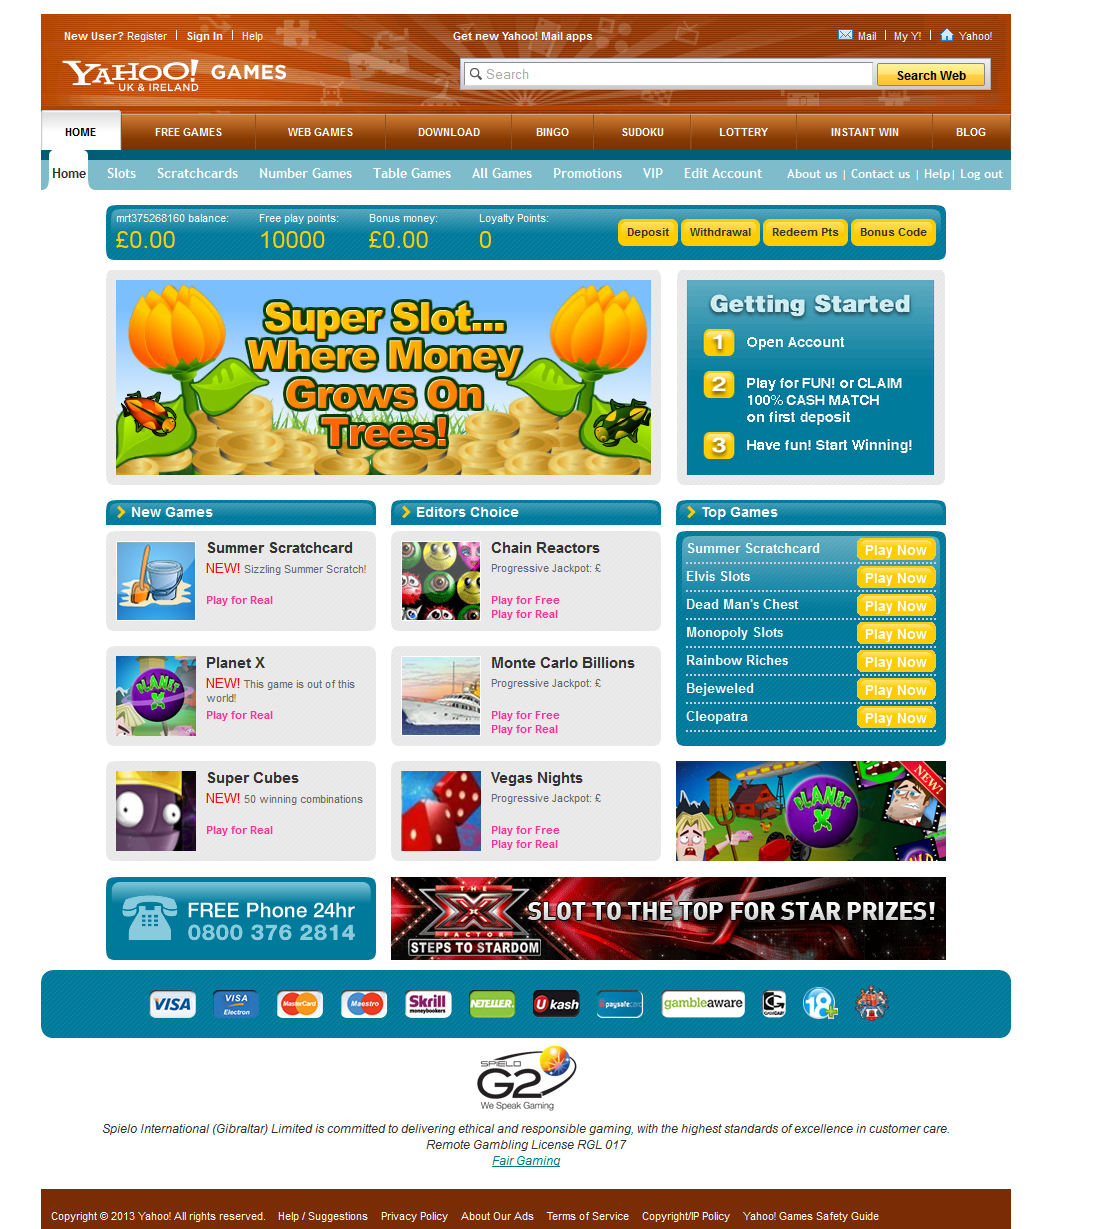 New User? Register | Sign In | Help
Get new Yahoo! Mail apps
Mail | My Y! | Yahoo!
YAHOO! GAMES
UK & IRELAND
Search
Search Web
HOME FREE GAMES WEB GAMES DOWNLOAD BINGO SUDOKU LOTTERY INSTANT WIN BLOG
Home Slots Scratchcards Number Games Table Games All Games Promotions VIP Edit Account About us | Contact us | Help | Log out
mrt375268160 balance: Free play points: Bonus money: Loyalty Points:
£0.00 10000 £0.00 0
Deposit Withdrawal Redeem Pts Bonus Code
Super Slot...
Where Money
Grows On
Trees!
Getting Started
1 Open Account
2 Play for FUN! or CLAIM
100% CASH MATCH
on first deposit
3 Have fun! Start Winning!
New Games
Summer Scratchcard
NEW! Sizzling Summer Scratch!
Play for Real
PLANET X
Planet X
NEW! This game is out of this
world!
Play for Real
Super Cubes
NEW! 50 winning combinations
Play for Real
Editors Choice
Chain Reactors
Progressive Jackpot: £
Play for Free
Play for Real
Monte Carlo Billions
Progressive Jackpot: £
Play for Free
Play for Real
Vegas Nights
Progressive Jackpot: £
Play for Free
Play for Real
Top Games
Summer Scratchcard Play Now
Elvis Slots Play Now
Dead Man's Chest Play Now
Monopoly Slots Play Now
Rainbow Riches Play Now
Bejeweled Play Now
Cleopatra Play Now
PLANET X
NEW!
FREE Phone 24hr
0800 376 2814
THE X FACTOR
STEPS TO STARDOM
SLOT TO THE TOP FOR STAR PRIZES!
VISA
VISA Electron
MasterCard
Maestro
Skrill moneybookers
NETELLER
Ukash
paysafecard
gambleaware
G GAMCARE
18+
SPIELO
G2
We Speak Gaming
Spielo International (Gibraltar) Limited is committed to delivering ethical and responsible gaming, with the highest standards of excellence in customer care.
Remote Gambling License RGL 017
Fair Gaming
Copyright © 2013 Yahoo! All rights reserved. Help / Suggestions Privacy Policy About Our Ads Terms of Service Copyright/IP Policy Yahoo! Games Safety Guide